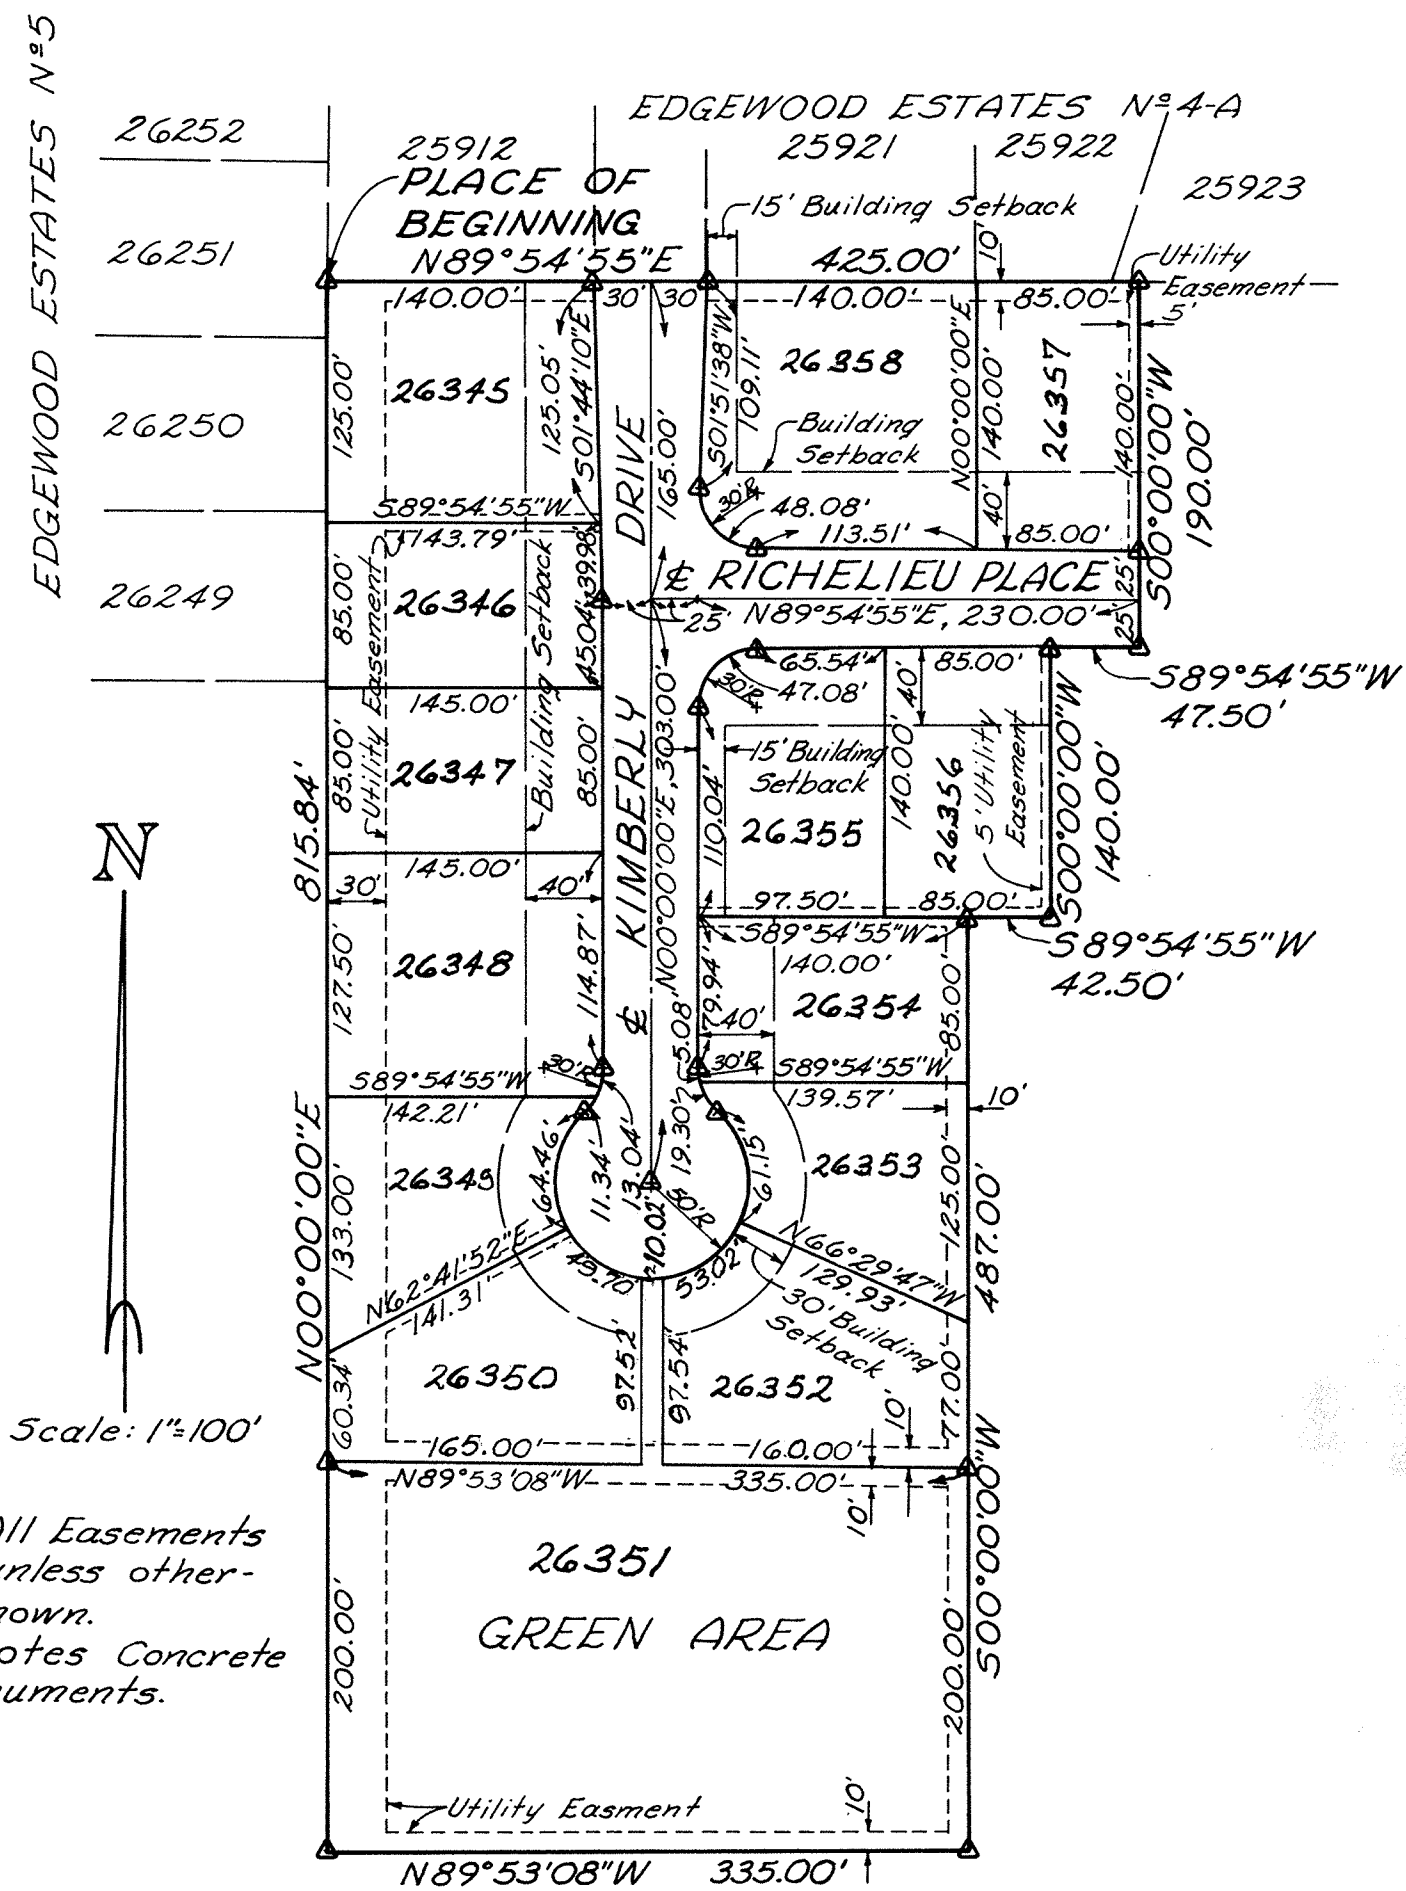 EDGEWOOD ESTATES Nº5
26252
26251
26250
26249
EDGEWOOD ESTATES Nº4-A
25912
25921
25922
25923
PLACE OF
BEGINNING
N89°54'55"E
425.00'
15' Building Setback
10'
Utility
Easement
5'
140.00'
30'
30'
140.00'
85.00'
125.00'
26345
125.05'
S01°44'10"E
S01°51'38"W
109.11'
26358
N00°00'00"E
140.00'
26357
140.00'
S00°00'00"W
190.00'
Building
Setback
165.00'
30'R
48.08'
40'
S89°54'55"W
143.79'
113.51'
85.00'
85.00'
Utility Easement
26346
Building Setback
39.98'
45.04'
₵ RICHELIEU PLACE
25'
25'
25'
N89°54'55"E, 230.00'
145.00'
65.54'
85.00'
30'R
47.08'
40'
S89°54'55"W
47.50'
₵ KIMBERLY DRIVE
N00°00'00"E, 303.00'
815.84'
85.00'
26347
85.00'
15' Building
Setback
110.04'
26355
140.00'
26356
5' Utility
Easement
S00°00'00"W
140.00'
145.00'
30'
40'
97.50'
85.00'
S89°54'55"W
42.50'
S89°54'55"W
140.00'
127.50'
26348
114.87'
79.94'
26354
85.00'
40'
5.08'
S89°54'55"W
30'R
30'R
S89°54'55"W
142.21'
139.57'
10'
N
N00°00'00"E
133.00'
26349
64.46'
11.34'
13.04'
19.30'
61.15'
26353
125.00'
487.00'
50'R
10.02'
N62°41'52"E
141.31'
49.70'
53.02'
N66°29'47"W
129.93'
30' Building
Setback
60.34'
26350
97.52'
97.54'
26352
77.00'
10'
Scale: 1"=100'
165.00'
160.00'
N89°53'08"W
335.00'
10'
S00°00'00"W
All Easements
unless other-
own.
otes Concrete
uments.
26351
GREEN AREA
200.00'
200.00'
Utility Easment
10'
N89°53'08"W
335.00'